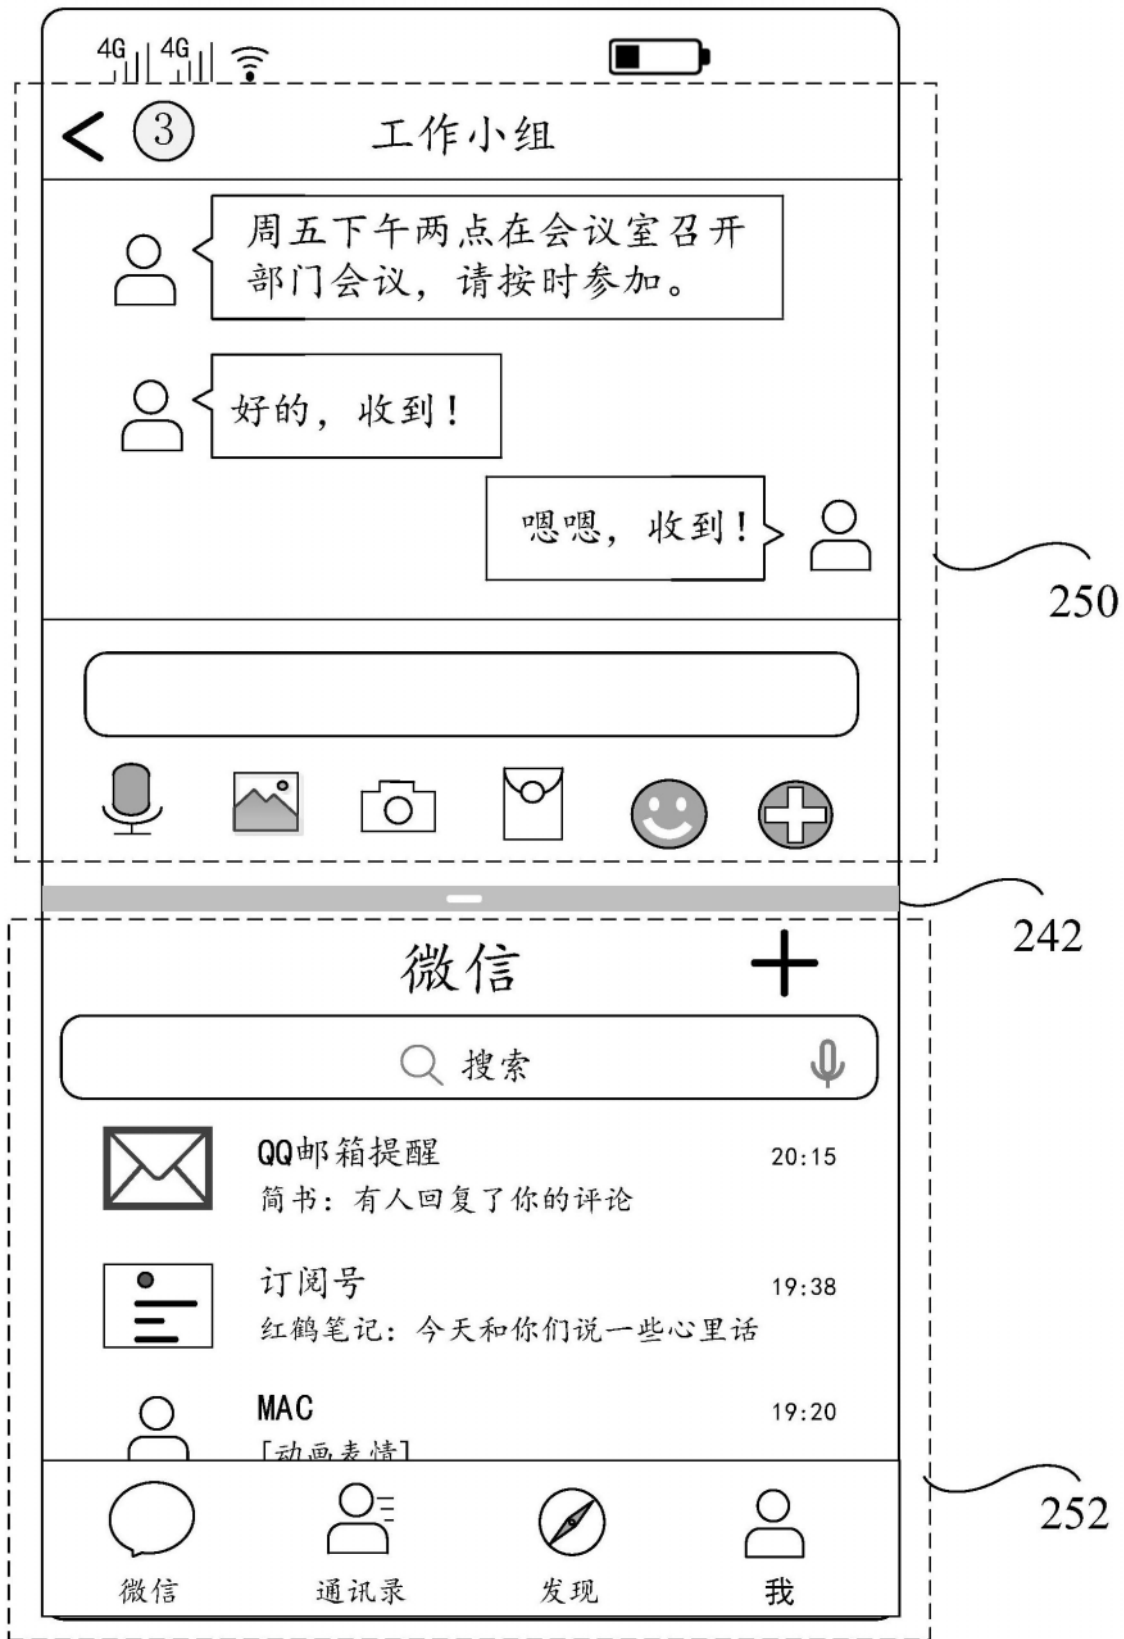 4G 4G
< 3 工作小组
周五下午两点在会议室召开
部门会议，请按时参加。
好的，收到！
嗯嗯，收到！
250
242
微信 +
搜索
QQ邮箱提醒 20:15
简书：有人回复了你的评论
订阅号 19:38
红鹤笔记：今天和你们说一些心里话
MAC 19:20
[动画表情]
252
微信 通讯录 发现 我